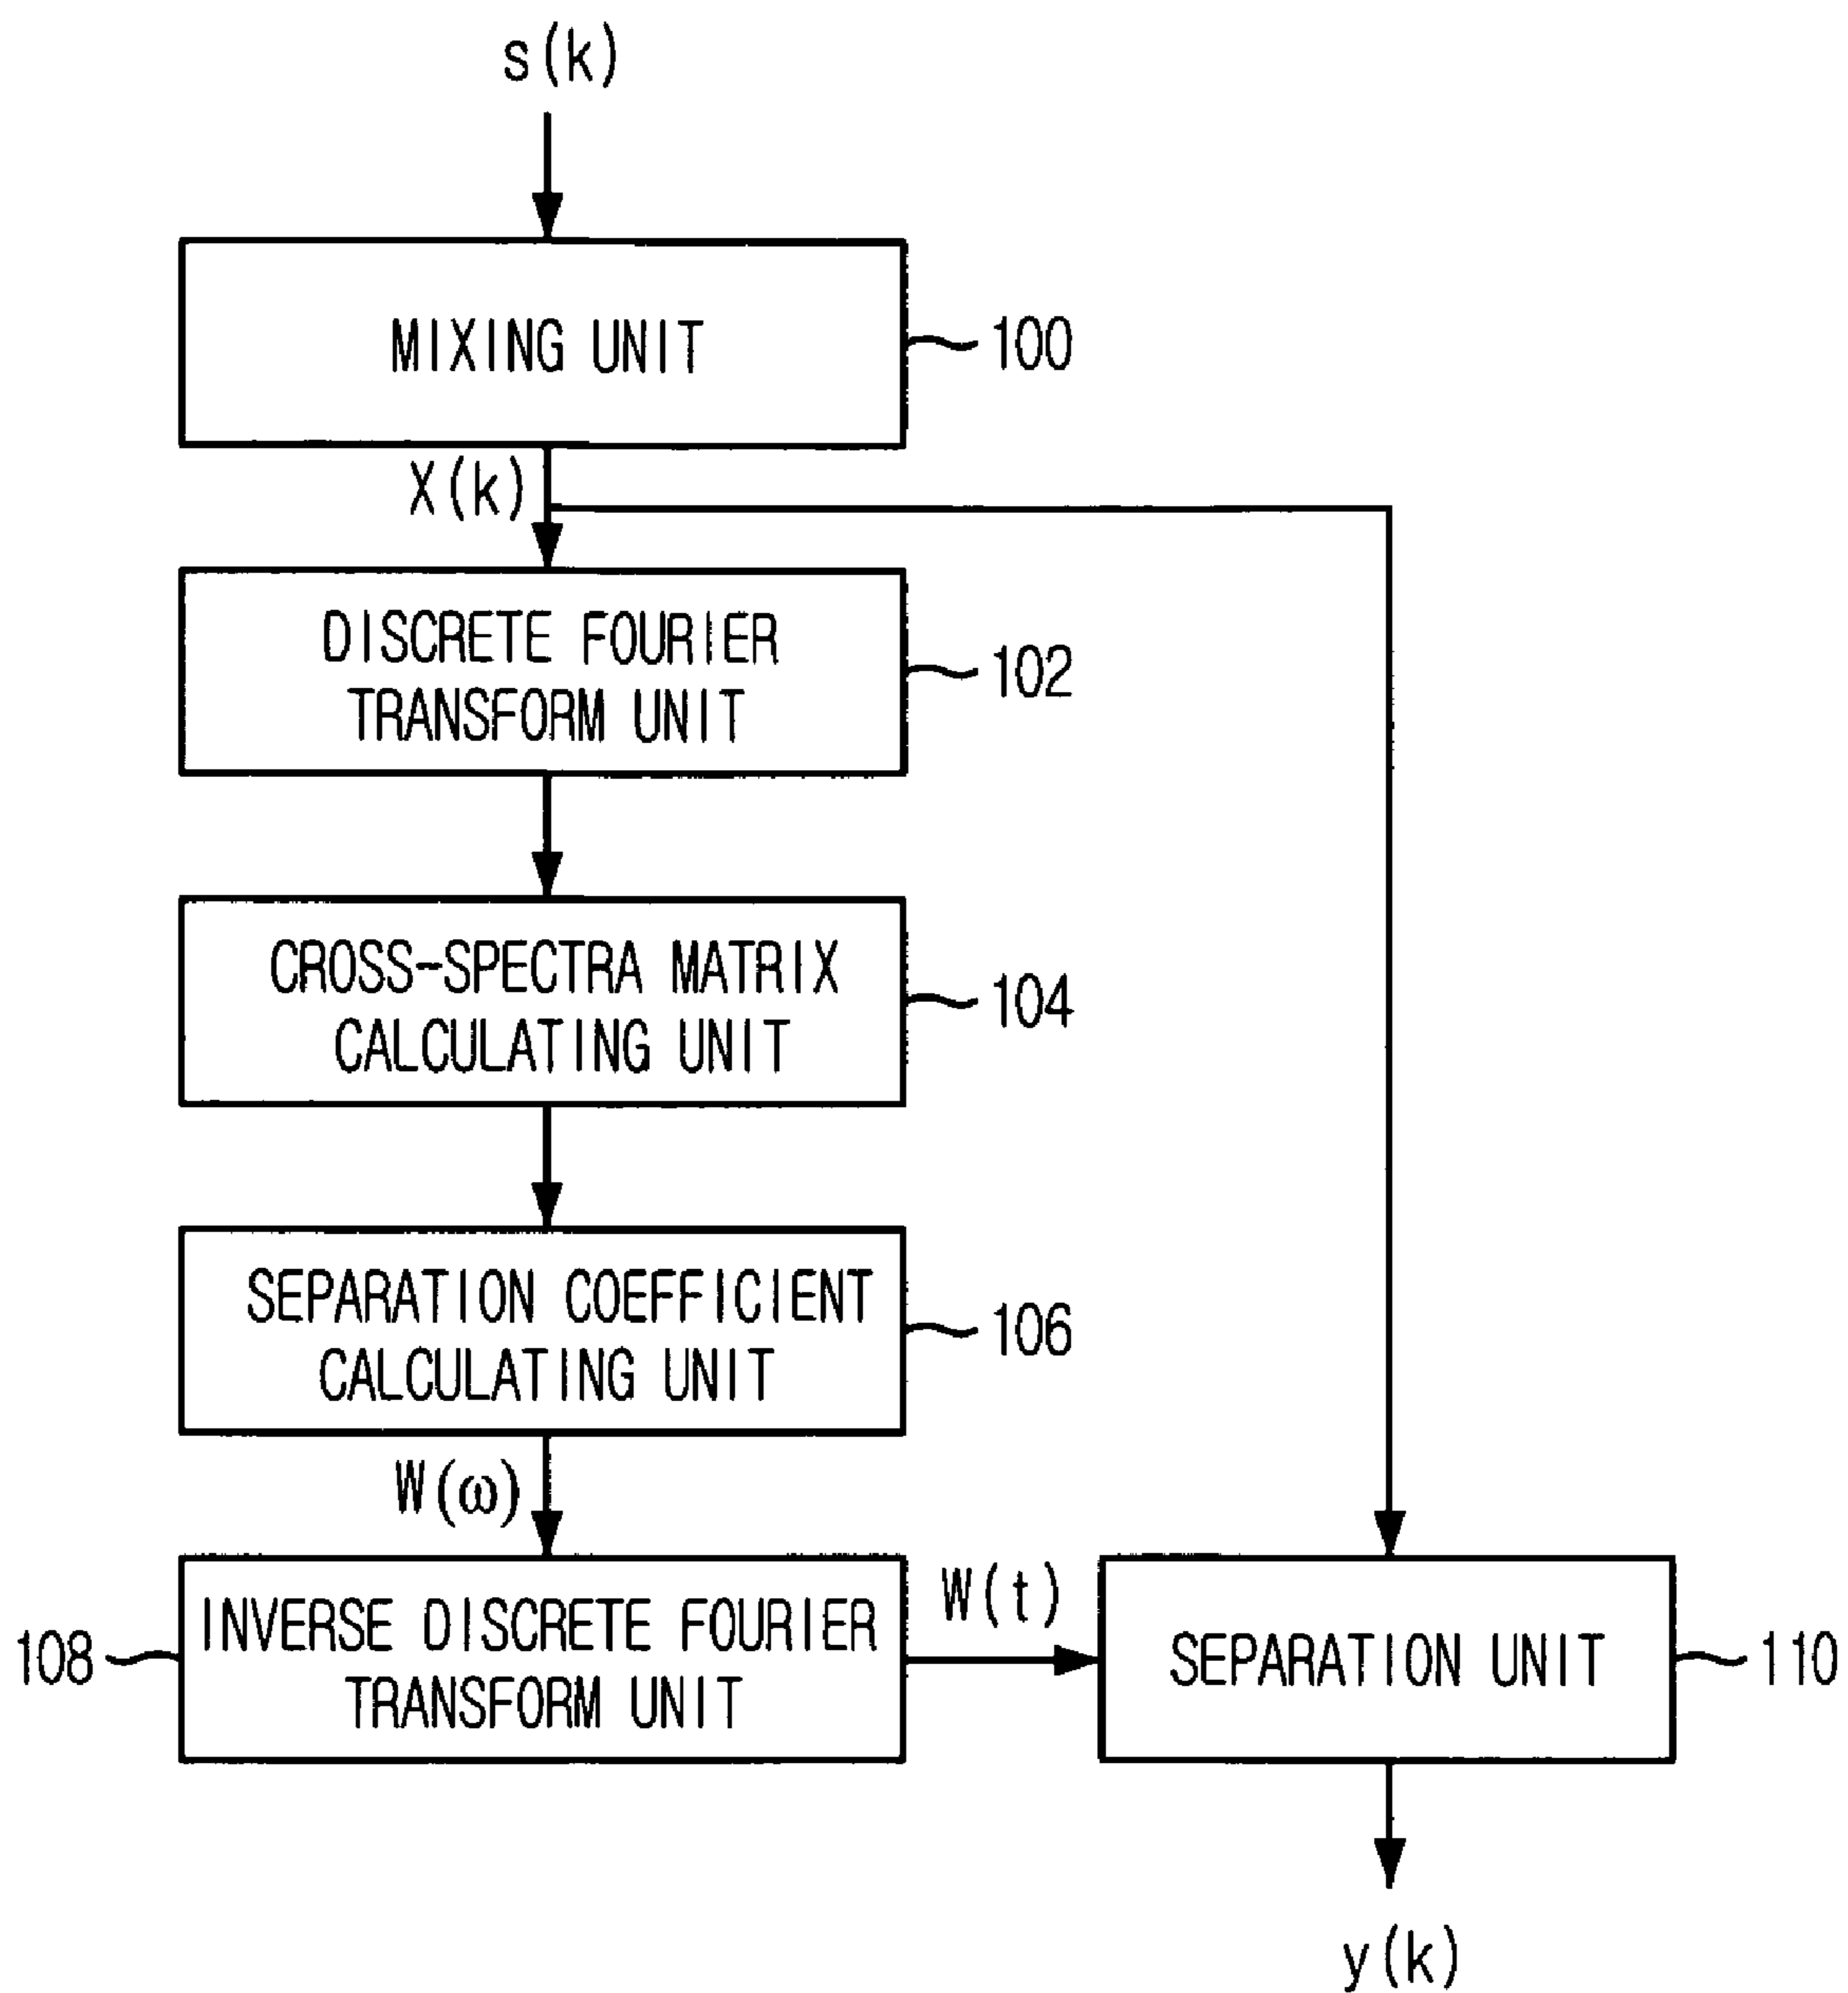 s(k)
MIXING UNIT
100
X(k)
DISCRETE FOURIER
TRANSFORM UNIT
102
CROSS-SPECTRA MATRIX
CALCULATING UNIT
104
SEPARATION COEFFICIENT
CALCULATING UNIT
106
W(ω)
INVERSE DISCRETE FOURIER
TRANSFORM UNIT
108
W(t)
SEPARATION UNIT
110
y(k)